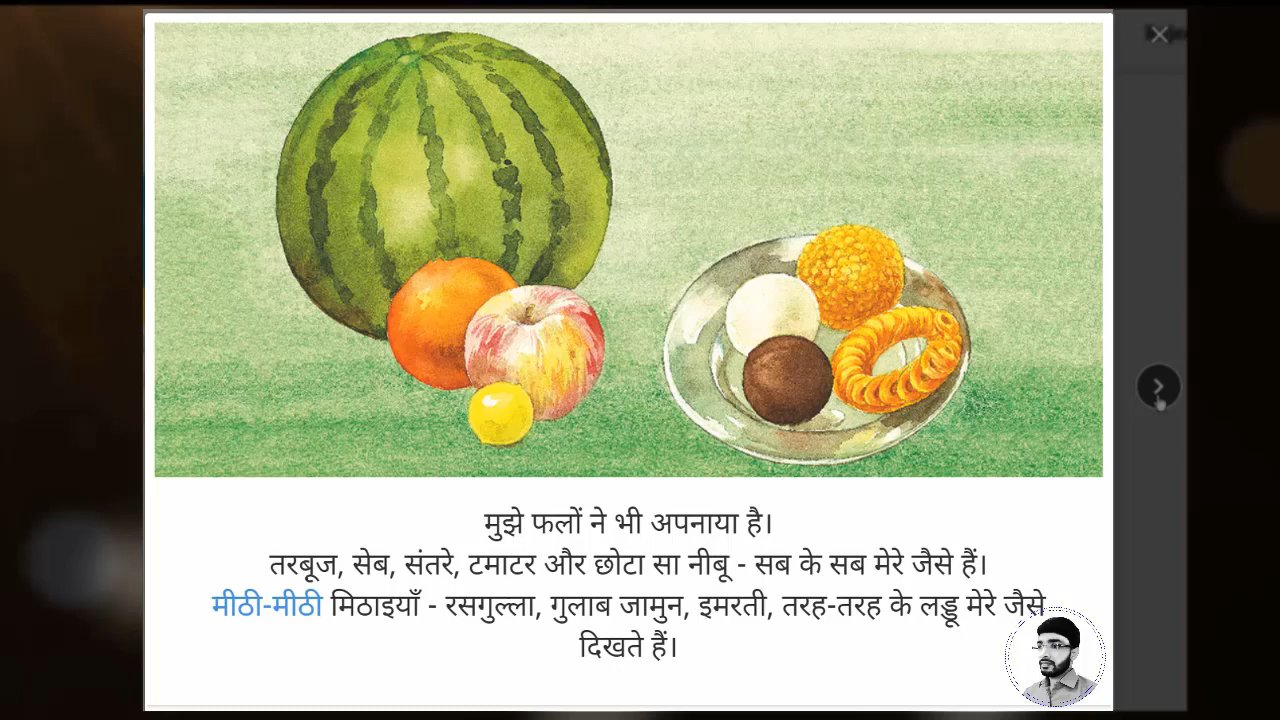 मुझे फलों ने भी अपनाया है।
तरबूज, सेब, संतरे, टमाटर और छोटा सा नीबू - सब के सब मेरे जैसे हैं।
मीठी-मीठी मिठाइयाँ - रसगुल्ला, गुलाब जामुन, इमरती, तरह-तरह के लड्डू मेरे जैसे
दिखते हैं।